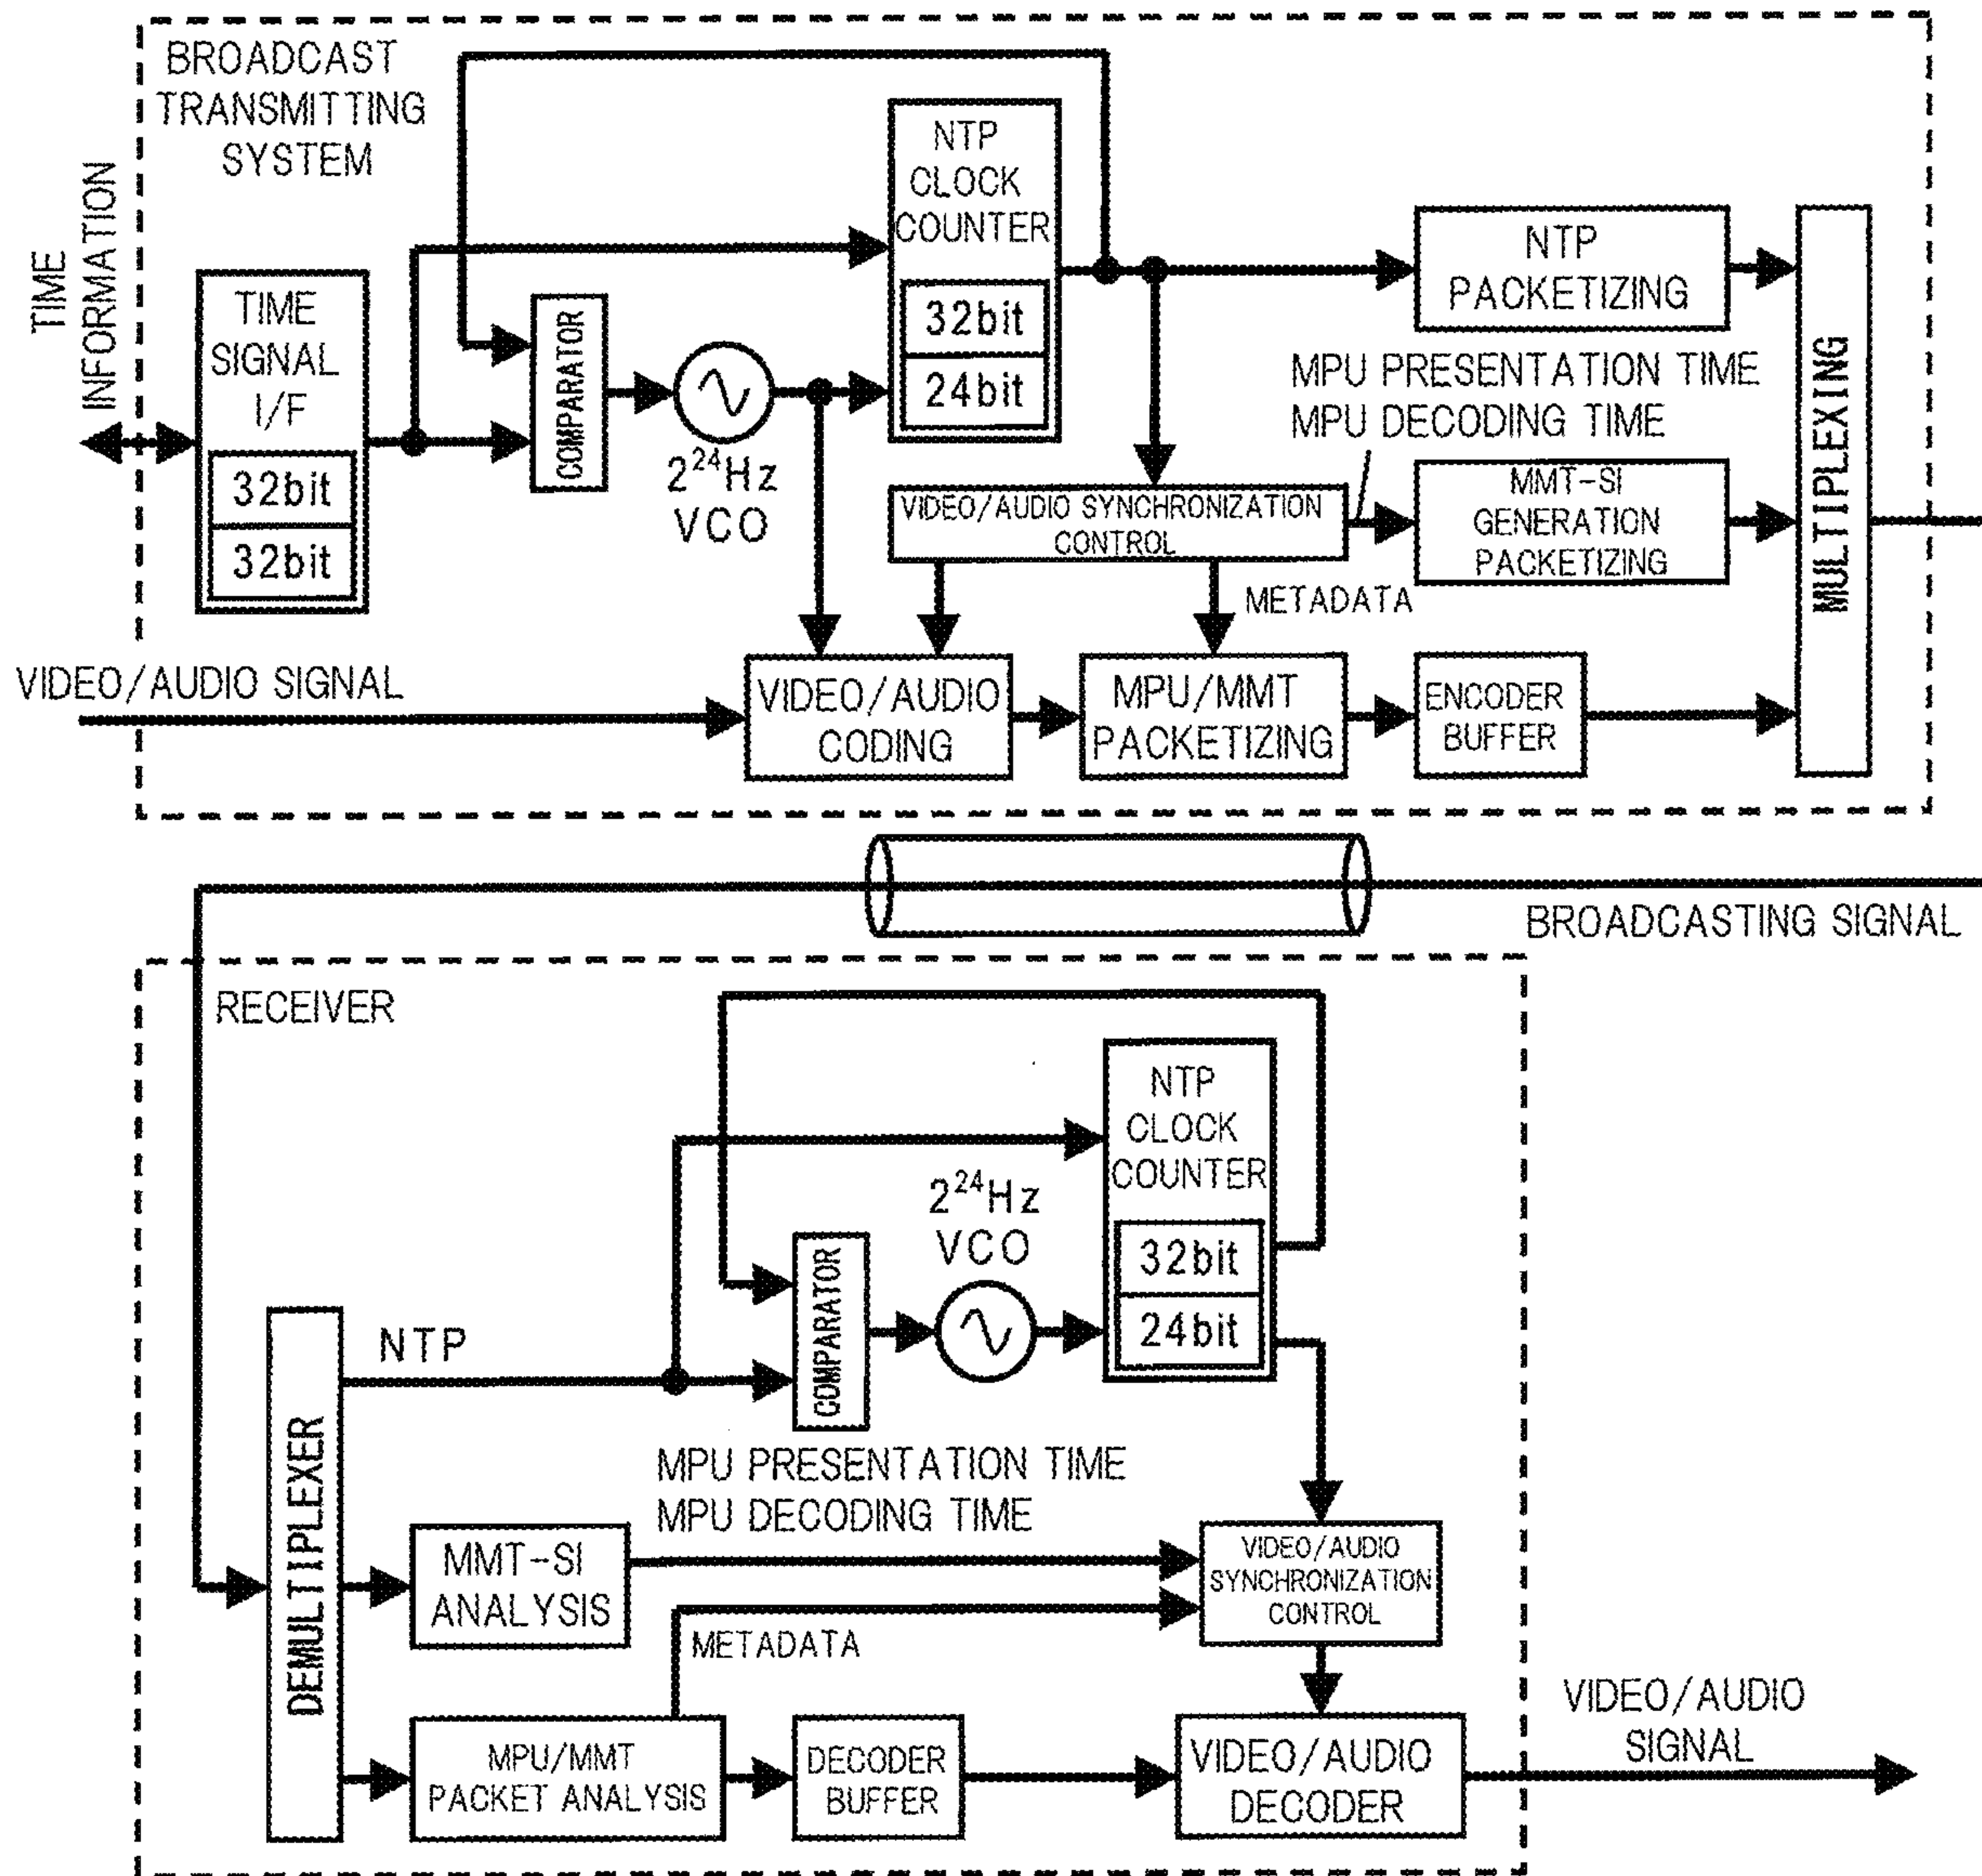 BROADCAST
TRANSMITTING
SYSTEM
TIME
INFORMATION
TIME
SIGNAL
I/F
32bit
32bit
COMPARATOR
2²⁴Hz
VCO
NTP
CLOCK
COUNTER
32bit
24bit
NTP
PACKETIZING
MPU PRESENTATION TIME
MPU DECODING TIME
VIDEO/AUDIO SYNCHRONIZATION
CONTROL
MMT-SI
GENERATION
PACKETIZING
MULTIPLEXING
METADATA
VIDEO/AUDIO SIGNAL
VIDEO/AUDIO
CODING
MPU/MMT
PACKETIZING
ENCODER
BUFFER
BROADCASTING SIGNAL
RECEIVER
NTP
CLOCK
COUNTER
32bit
24bit
2²⁴Hz
VCO
COMPARATOR
NTP
DEMULTIPLEXER
MPU PRESENTATION TIME
MPU DECODING TIME
MMT-SI
ANALYSIS
VIDEO/AUDIO
SYNCHRONIZATION
CONTROL
METADATA
MPU/MMT
PACKET ANALYSIS
DECODER
BUFFER
VIDEO/AUDIO
DECODER
VIDEO/AUDIO
SIGNAL